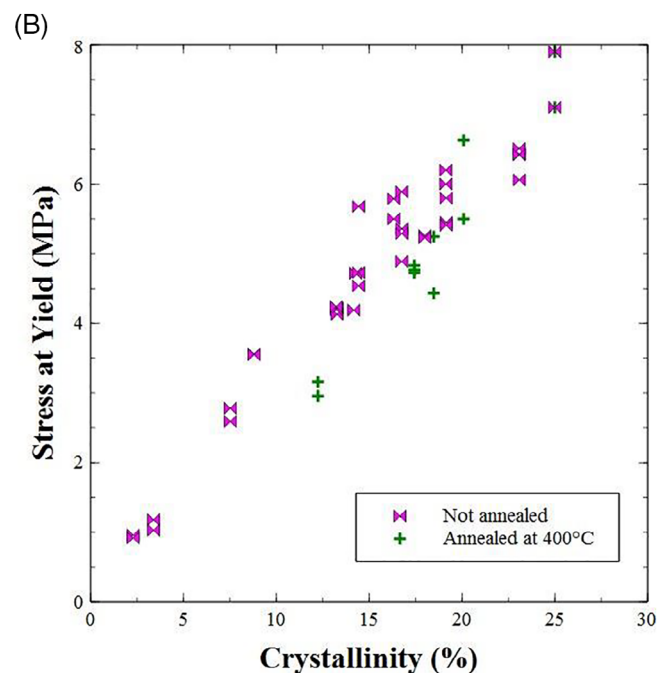 (B)
8
6
4
2
0
Stress at Yield (MPa)
Not annealed
Annealed at 400°C
0 5 10 15 20 25 30
Crystallinity (%)